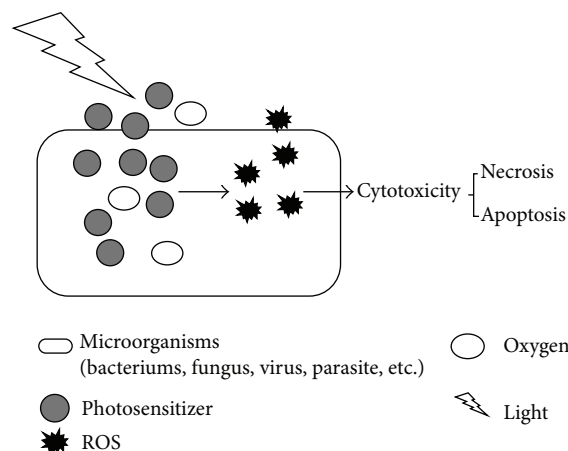 Cytotoxicity
Necrosis
Apoptosis
Microorganisms
(bacteriums, fungus, virus, parasite, etc.)
Oxygen
Photosensitizer
Light
ROS